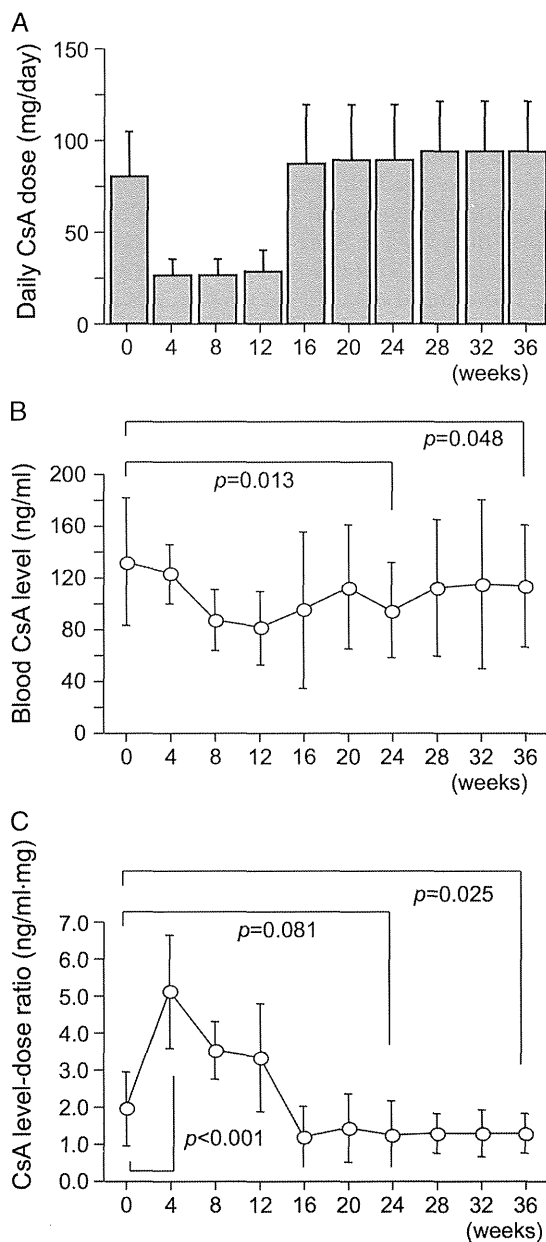 A
Daily CsA dose (mg/day)
150
100
50
0
0 4 8 12 16 20 24 28 32 36
(weeks)
B
Blood CsA level (ng/ml)
p=0.048
p=0.013
200
160
120
80
40
0
0 4 8 12 16 20 24 28 32 36
(weeks)
C
CsA level-dose ratio (ng/ml·mg)
p=0.025
p=0.081
p<0.001
7.0
6.0
5.0
4.0
3.0
2.0
1.0
0.0
0 4 8 12 16 20 24 28 32 36
(weeks)